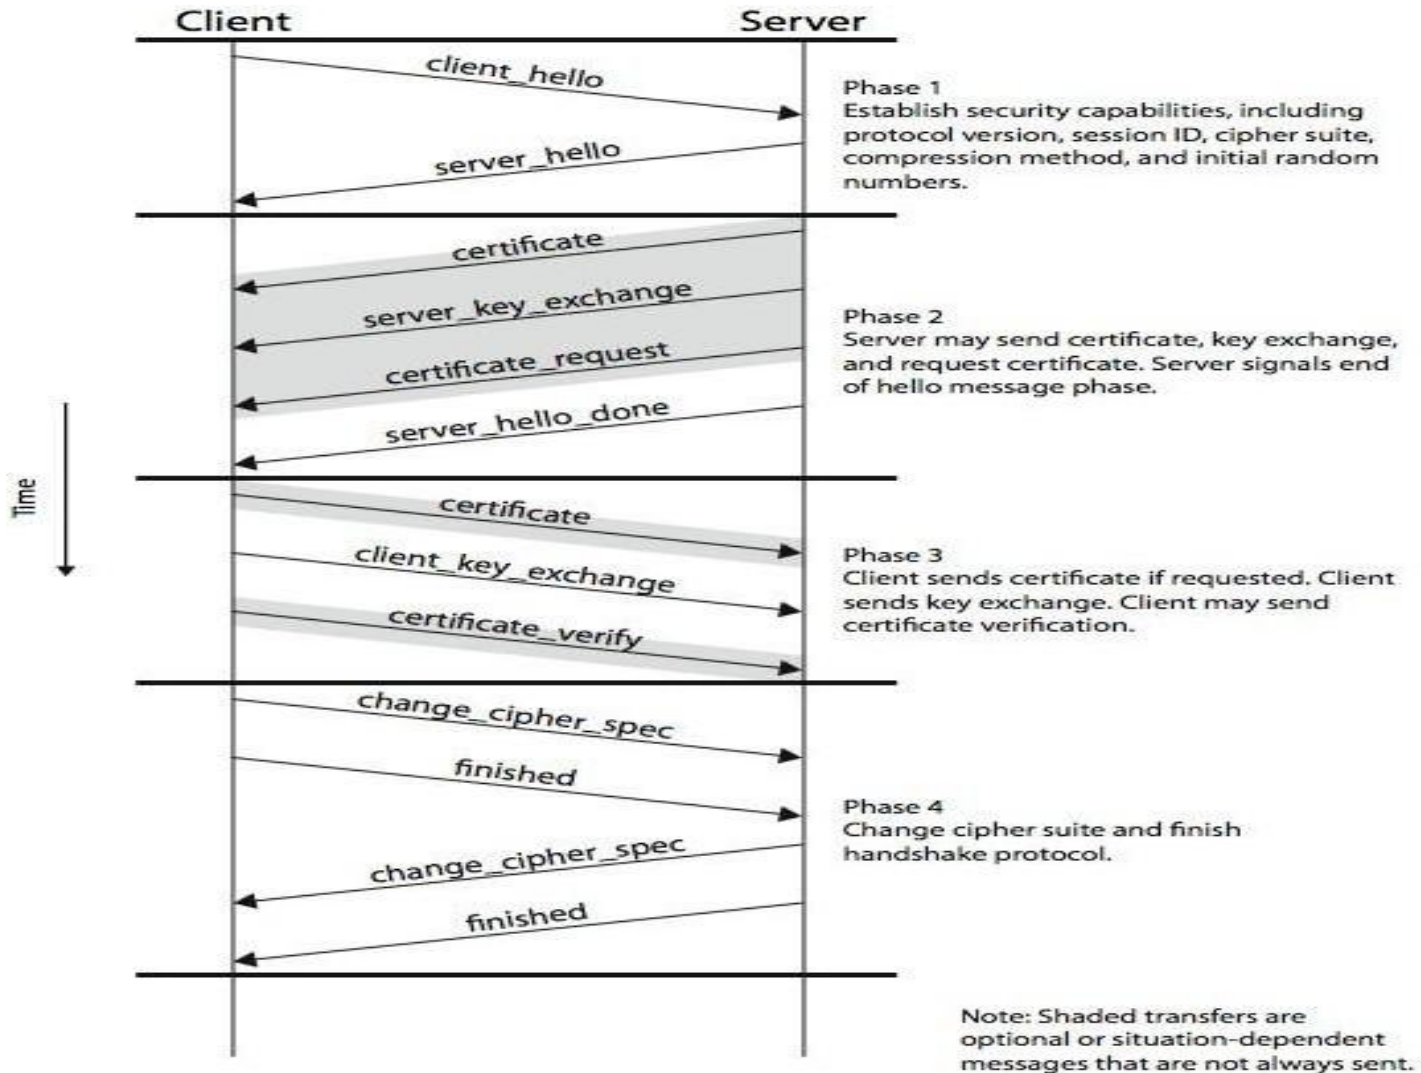 Client
Server
client_hello
server_hello
Phase 1
Establish security capabilities, including
protocol version, session ID, cipher suite,
compression method, and initial random
numbers.
certificate
server_key_exchange
certificate_request
server_hello_done
Phase 2
Server may send certificate, key exchange,
and request certificate. Server signals end
of hello message phase.
Time
certificate
client_key_exchange
certificate_verify
Phase 3
Client sends certificate if requested. Client
sends key exchange. Client may send
certificate verification.
change_cipher_spec
finished
change_cipher_spec
finished
Phase 4
Change cipher suite and finish
handshake protocol.
Note: Shaded transfers are
optional or situation-dependent
messages that are not always sent.